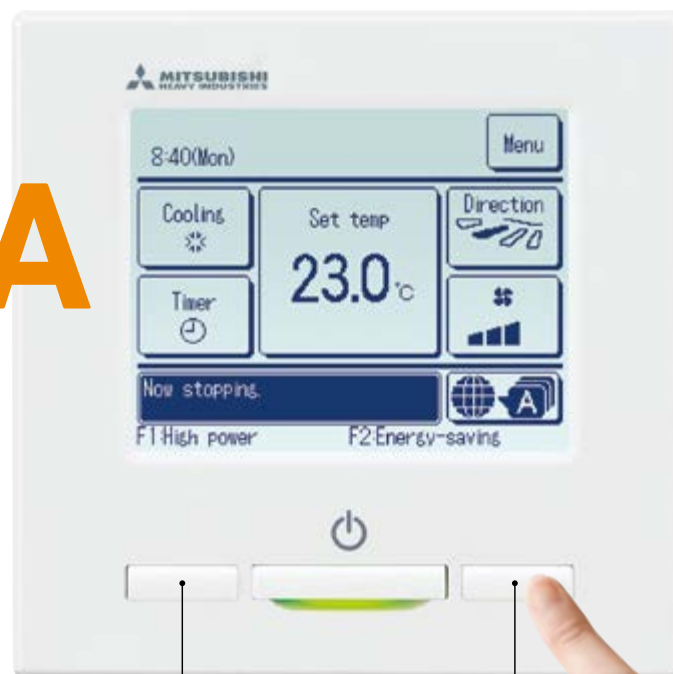 MITSUBISHI
HEAVY INDUSTRIES
8:40(Mon)
Menu
A
Cooling
Set temp
Direction
23.0 °C
Timer
Now stopping.
A
F1:High power
F2:Energy-saving